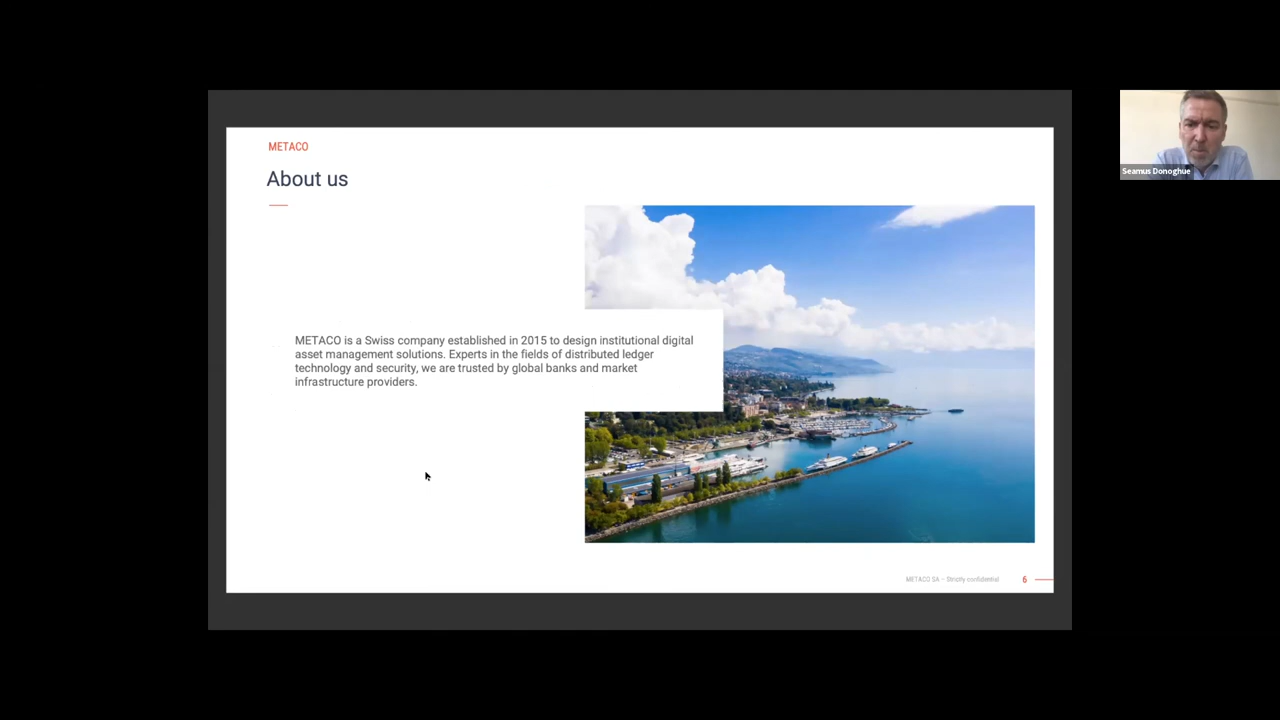 METACO
About us
METACO is a Swiss company established in 2015 to design institutional digital
asset management solutions. Experts in the fields of distributed ledger
technology and security, we are trusted by global banks and market
infrastructure providers.
METACO SA – Strictly confidential
6
Seamus Donoghue